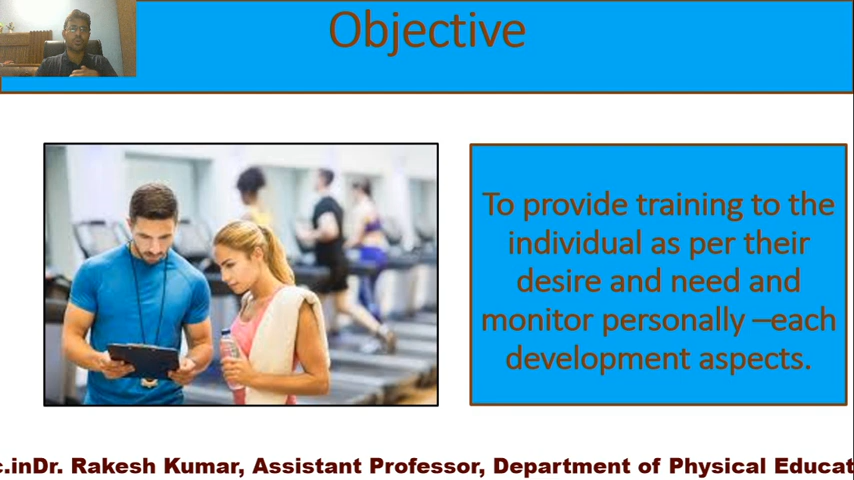 Objective
To provide training to the
individual as per their
desire and need and
monitor personally –each
development aspects.
c.inDr. Rakesh Kumar, Assistant Professor, Department of Physical Educat